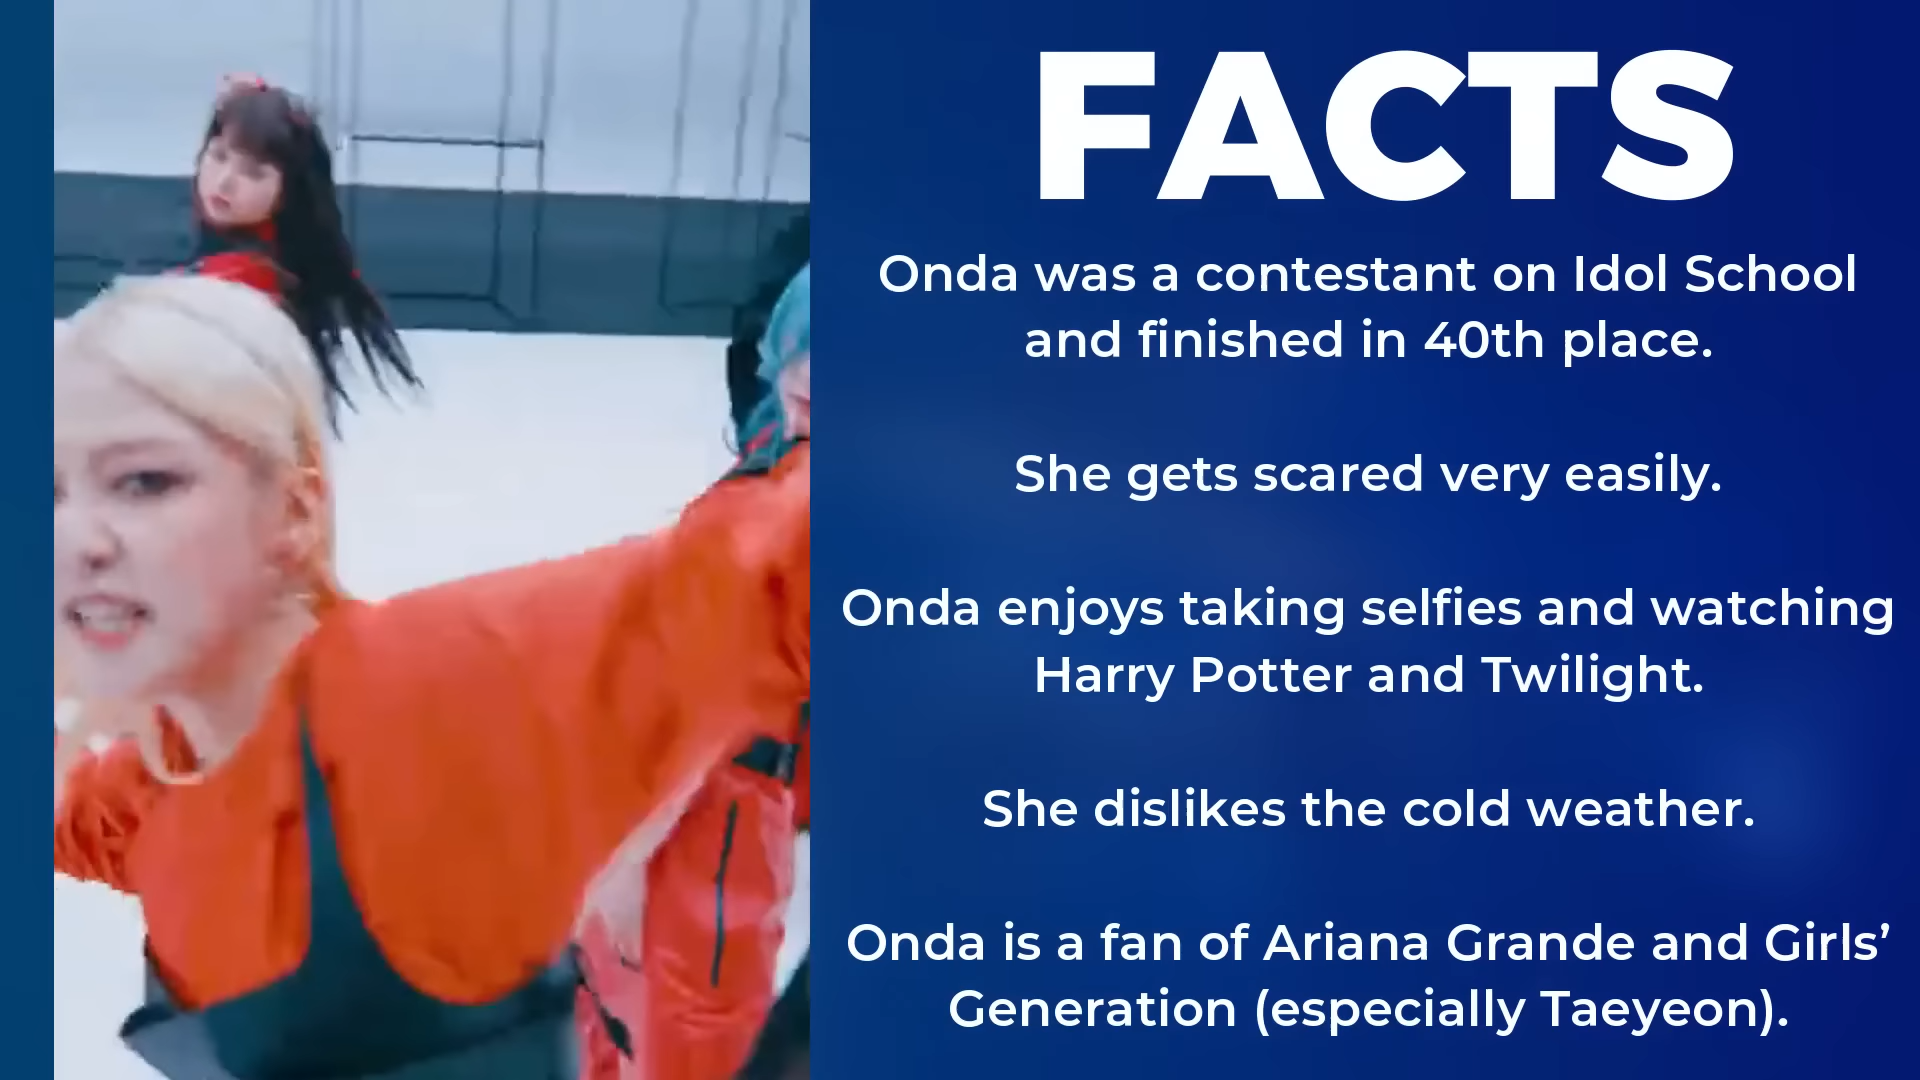 FACTS
Onda was a contestant on Idol School
and finished in 40th place.
She gets scared very easily.
Onda enjoys taking selfies and watching
Harry Potter and Twilight.
She dislikes the cold weather.
Onda is a fan of Ariana Grande and Girls’
Generation (especially Taeyeon).